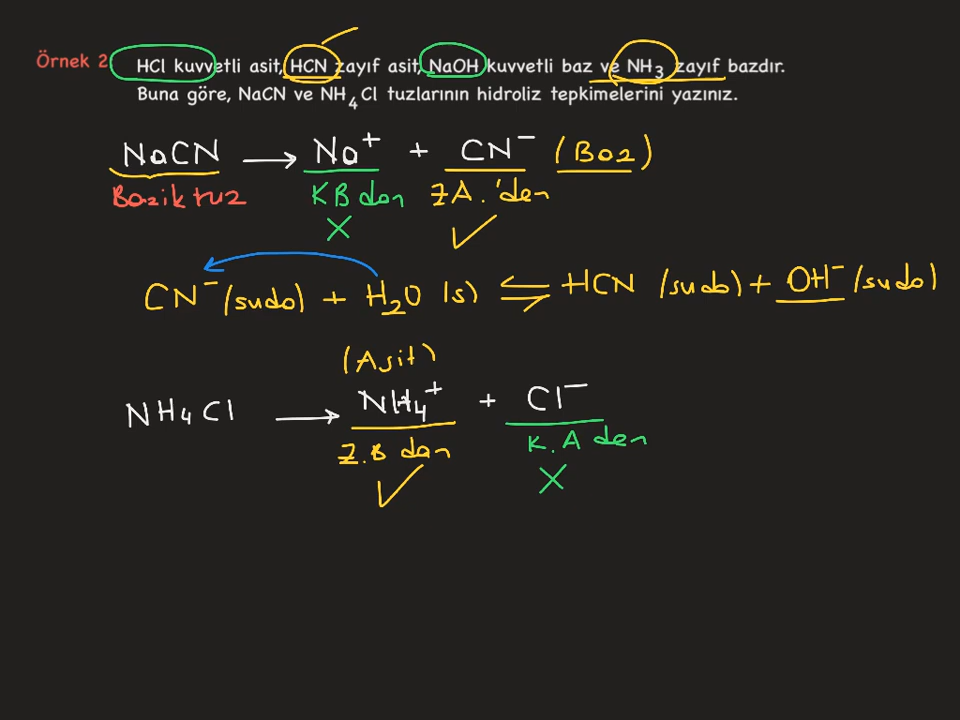 Örnek 2 HCl kuvvetli asit, HCN zayıf asit, NaOH kuvvetli baz ve NH₃ zayıf bazdır.
Buna göre, NaCN ve NH₄Cl tuzlarının hidroliz tepkimelerini yazınız.
NaCN → Na⁺ + CN⁻ (Baz)
Bazik tuz KB dan ZA.'den
X ✓
CN⁻ (suda) + H₂O (s) ⇌ HCN (suda) + OH⁻ (suda)
(Asit)
NH₄Cl → NH₄⁺ + Cl⁻
Z.B dan K.A den
✓ X